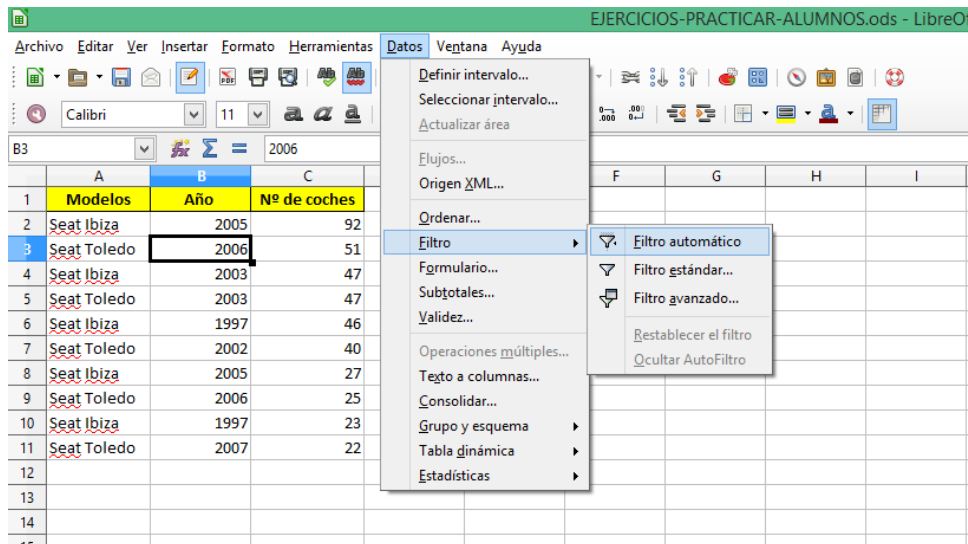 EJERCICIOS-PRACTICAR-ALUMNOS.ods - LibreOf
Archivo Editar Ver Insertar Formato Herramientas Datos Ventana Ayuda
Calibri 11
B3 2006
A B C F G H I
1 Modelos Año Nº de coches
2 Seat Ibiza 2005 92
3 Seat Toledo 2006 51
4 Seat Ibiza 2003 47
5 Seat Toledo 2003 47
6 Seat Ibiza 1997 46
7 Seat Toledo 2002 40
8 Seat Ibiza 2005 27
9 Seat Toledo 2006 25
10 Seat Ibiza 1997 23
11 Seat Toledo 2007 22
12
13
14
Definir intervalo...
Seleccionar intervalo...
Actualizar área
Flujos...
Origen XML...
Ordenar...
Filtro
Formulario...
Subtotales...
Validez...
Operaciones múltiples...
Texto a columnas...
Consolidar...
Grupo y esquema
Tabla dinámica
Estadísticas
Filtro automático
Filtro estándar...
Filtro avanzado...
Restablecer el filtro
Ocultar AutoFiltro